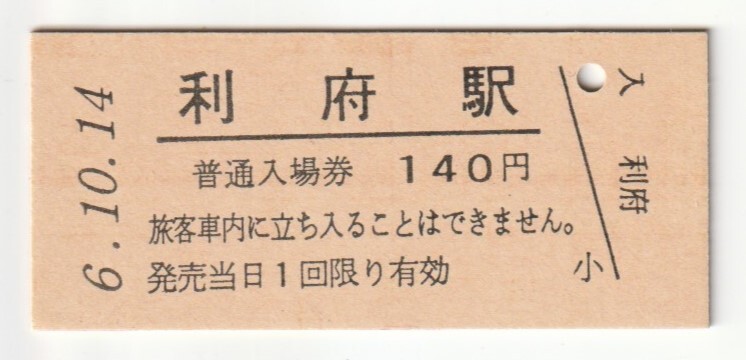 6.10.14
利府駅
普通入場券 140円
旅客車内に立ち入ることはできません。
発売当日1回限り有効
小
入 利府